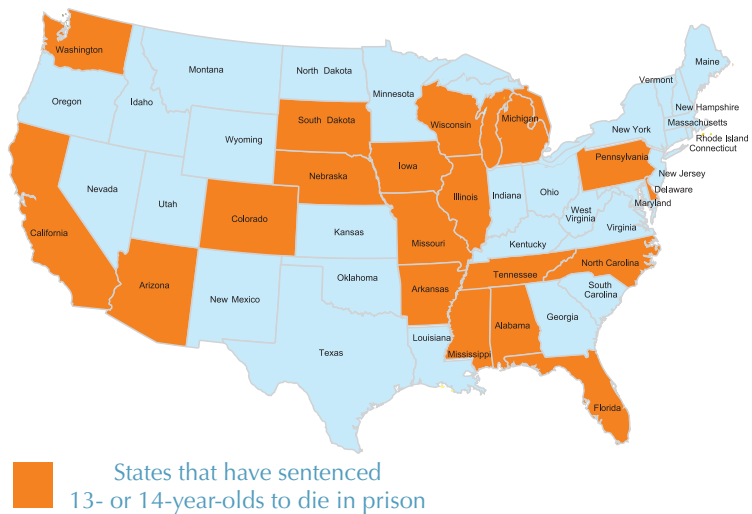 Washington
Montana
North Dakota
Minnesota
Maine
Vermont
Oregon
Idaho
South Dakota
Wisconsin
Michigan
New Hampshire
Massachusetts
New York
Rhode Island
Connecticut
Wyoming
Iowa
Pennsylvania
Nebraska
New Jersey
Nevada
Utah
Colorado
Illinois
Indiana
Ohio
Delaware
Maryland
West
Virginia
Virginia
California
Kansas
Missouri
Kentucky
Arizona
New Mexico
Oklahoma
Arkansas
Tennessee
North Carolina
South
Carolina
Texas
Louisiana
Mississippi
Alabama
Georgia
Florida
States that have sentenced
13- or 14-year-olds to die in prison